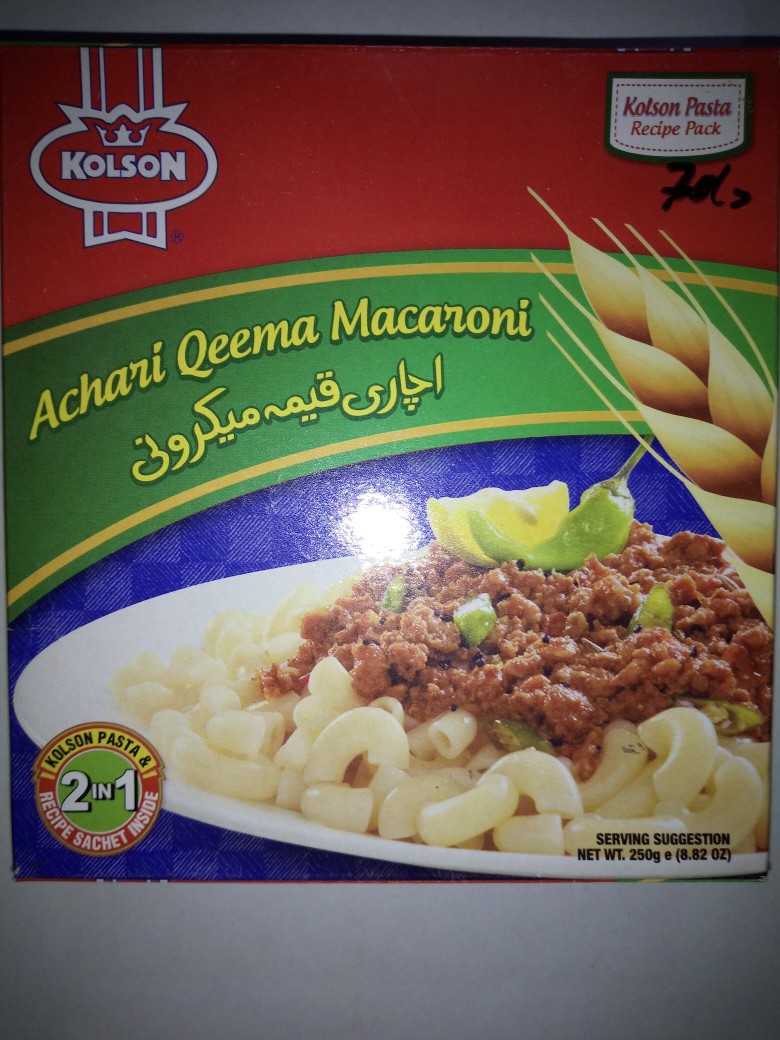 KOLSON
®
Kolson Pasta
Recipe Pack
Achari Qeema Macaroni
اچاری قیمہ میکرونی
KOLSON PASTA &
2 IN 1
RECIPE SACHET INSIDE
SERVING SUGGESTION
NET WT. 250g e (8.82 OZ)